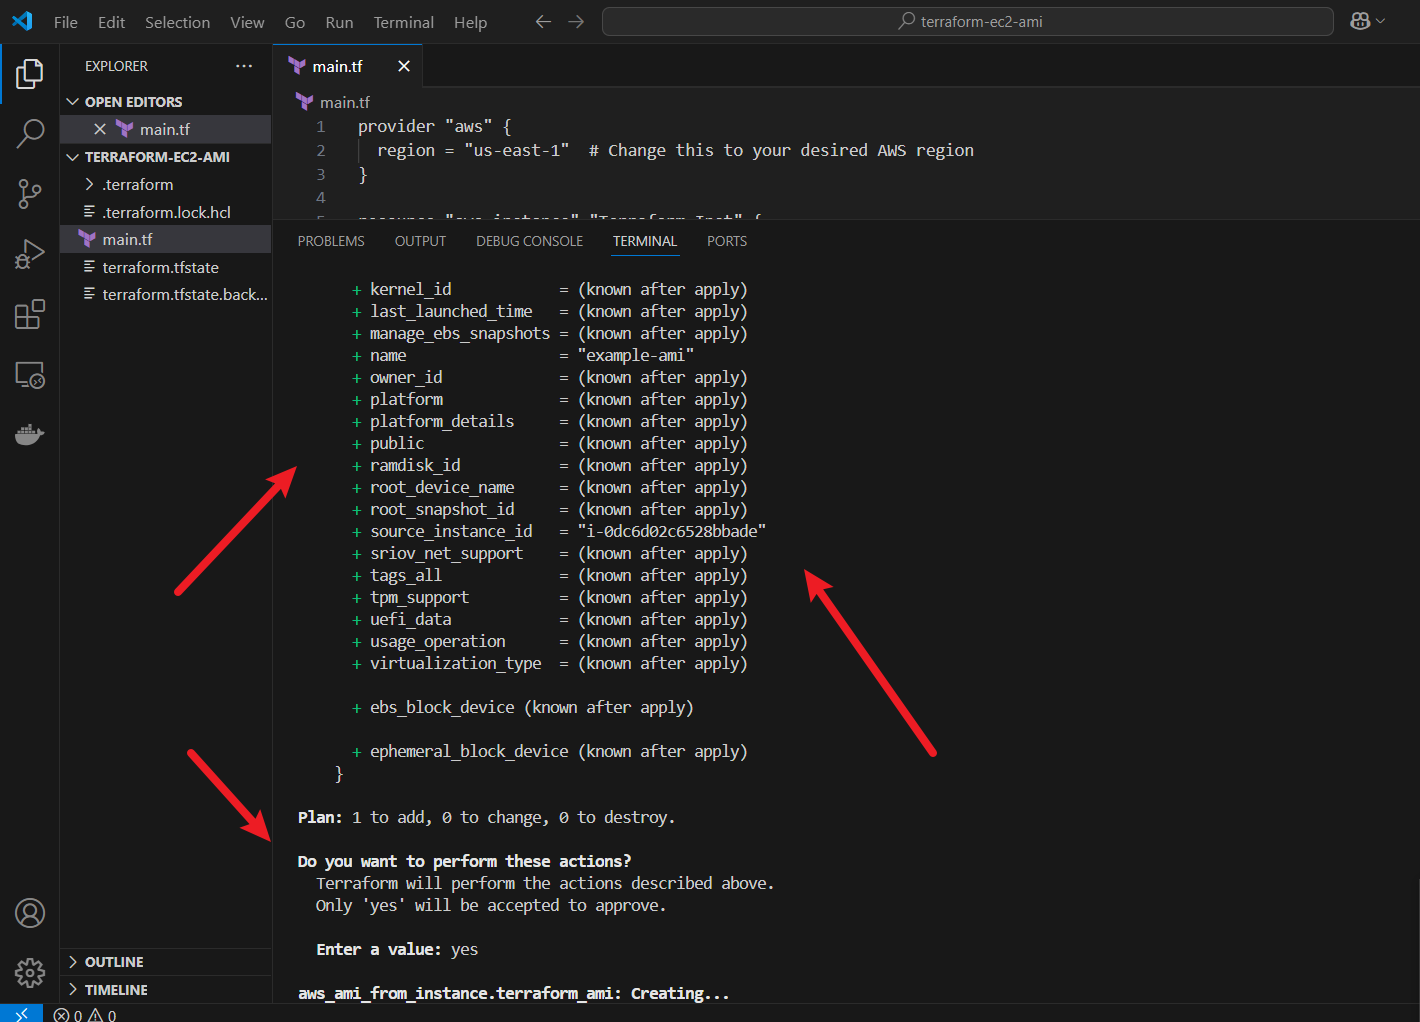 File Edit Selection View Go Run Terminal Help
terraform-ec2-ami
EXPLORER
OPEN EDITORS
main.tf
TERRAFORM-EC2-AMI
.terraform
.terraform.lock.hcl
main.tf
terraform.tfstate
terraform.tfstate.back...
OUTLINE
TIMELINE
main.tf
main.tf
1 provider "aws" {
2 region = "us-east-1" # Change this to your desired AWS region
3 }
4
5 resource "aws_instance" "Terraform_Inst" {
PROBLEMS OUTPUT DEBUG CONSOLE TERMINAL PORTS
+ kernel_id = (known after apply)
+ last_launched_time = (known after apply)
+ manage_ebs_snapshots = (known after apply)
+ name = "example-ami"
+ owner_id = (known after apply)
+ platform = (known after apply)
+ platform_details = (known after apply)
+ public = (known after apply)
+ ramdisk_id = (known after apply)
+ root_device_name = (known after apply)
+ root_snapshot_id = (known after apply)
+ source_instance_id = "i-0dc6d02c6528bbade"
+ sriov_net_support = (known after apply)
+ tags_all = (known after apply)
+ tpm_support = (known after apply)
+ uefi_data = (known after apply)
+ usage_operation = (known after apply)
+ virtualization_type = (known after apply)
+ ebs_block_device (known after apply)
+ ephemeral_block_device (known after apply)
}
Plan: 1 to add, 0 to change, 0 to destroy.
Do you want to perform these actions?
Terraform will perform the actions described above.
Only 'yes' will be accepted to approve.
Enter a value: yes
aws_ami_from_instance.terraform_ami: Creating...
0 0